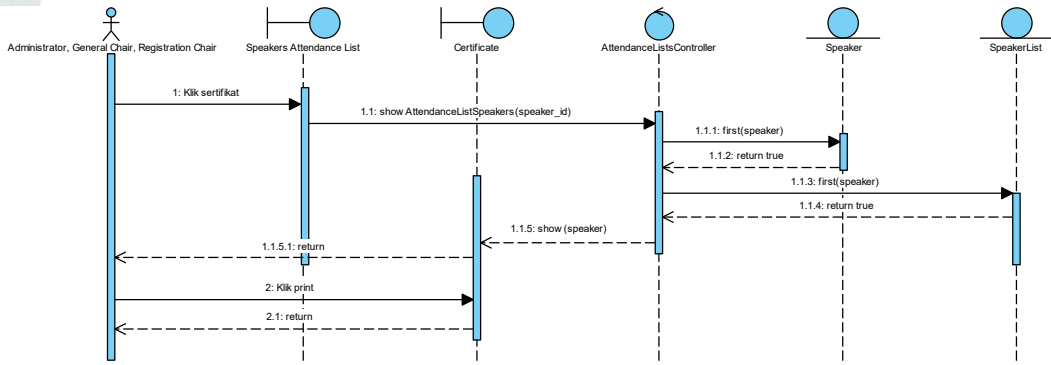 Administrator, General Chair, Registration Chair
Speakers Attendance List
Certificate
AttendanceListsController
Speaker
SpeakerList
1: Klik sertifikat
1.1: show AttendanceListSpeakers(speaker_id)
1.1.1: first(speaker)
1.1.2: return true
1.1.3: first(speaker)
1.1.4: return true
1.1.5: show (speaker)
1.1.5.1: return
2: Klik print
2.1: return